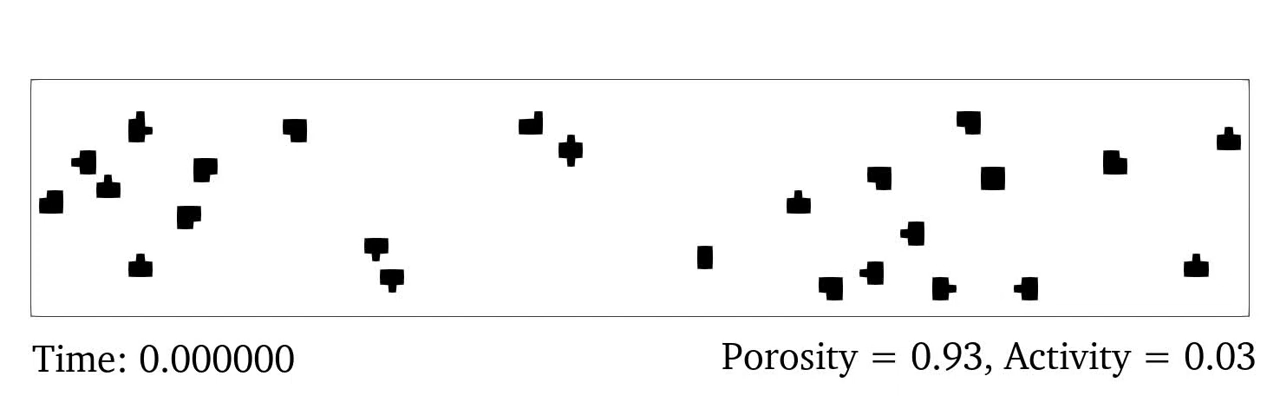 Time: 0.000000
Porosity = 0.93, Activity = 0.03